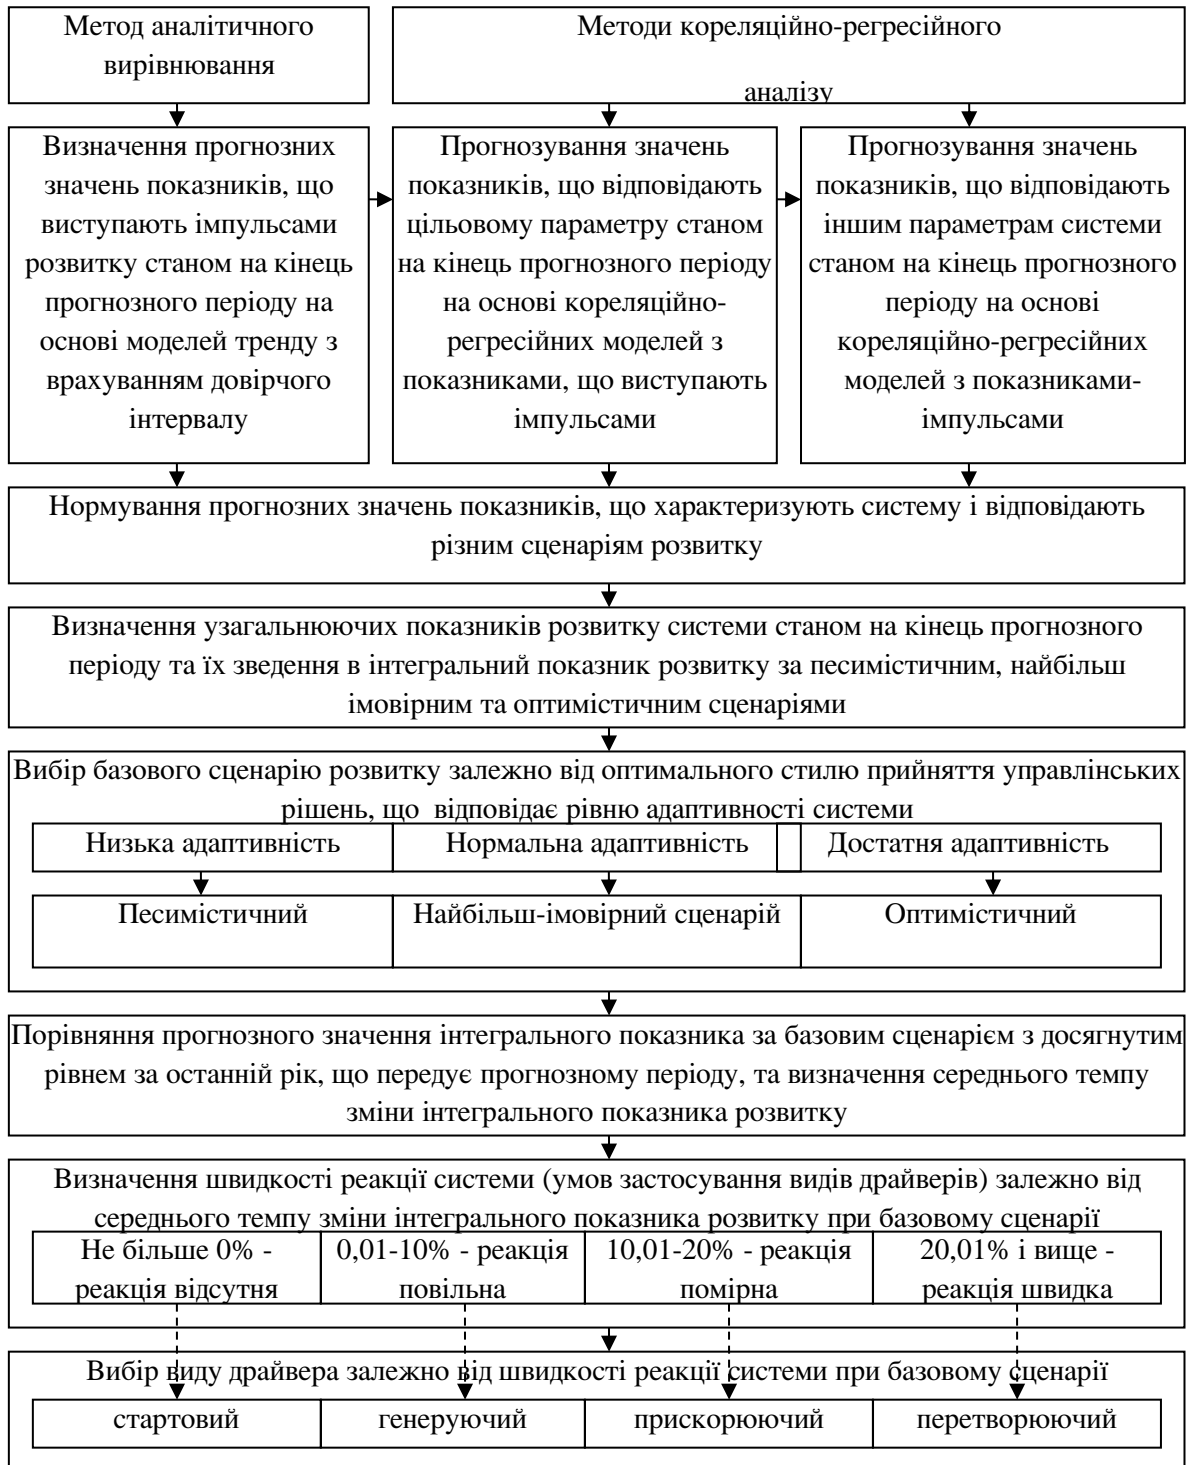 Метод аналітичного
вирівнювання
Методи кореляційно-регресійного
аналізу
Визначення прогнозних
значень показників, що
виступають імпульсами
розвитку станом на кінець
прогнозного періоду на
основі моделей тренду з
врахуванням довірчого
інтервалу
Прогнозування значень
показників, що відповідають
цільовому параметру станом
на кінець прогнозного періоду
на основі кореляційно-
регресійних моделей з
показниками, що виступають
імпульсами
Прогнозування значень
показників, що відповідають
іншим параметрам системи
станом на кінець прогнозного
періоду на основі
кореляційно-регресійних
моделей з показниками-
імпульсами
Нормування прогнозних значень показників, що характеризують систему і відповідають
різним сценаріям розвитку
Визначення узагальнюючих показників розвитку системи станом на кінець прогнозного
періоду та їх зведення в інтегральний показник розвитку за песимістичним, найбільш
імовірним та оптимістичним сценаріями
Вибір базового сценарію розвитку залежно від оптимального стилю прийняття управлінських
рішень, що відповідає рівню адаптивності системи
Низька адаптивність
Нормальна адаптивність
Достатня адаптивність
Песимістичний
Найбільш-імовірний сценарій
Оптимістичний
Порівняння прогнозного значення інтегрального показника за базовим сценарієм з досягнутим
рівнем за останній рік, що передує прогнозному періоду, та визначення середнього темпу
зміни інтегрального показника розвитку
Визначення швидкості реакції системи (умов застосування видів драйверів) залежно від
середнього темпу зміни інтегрального показника розвитку при базовому сценарії
Не більше 0% -
реакція відсутня
0,01-10% - реакція
повільна
10,01-20% - реакція
помірна
20,01% і вище -
реакція швидка
Вибір виду драйвера залежно від швидкості реакції системи при базовому сценарії
стартовий
генеруючий
прискорюючий
перетворюючий